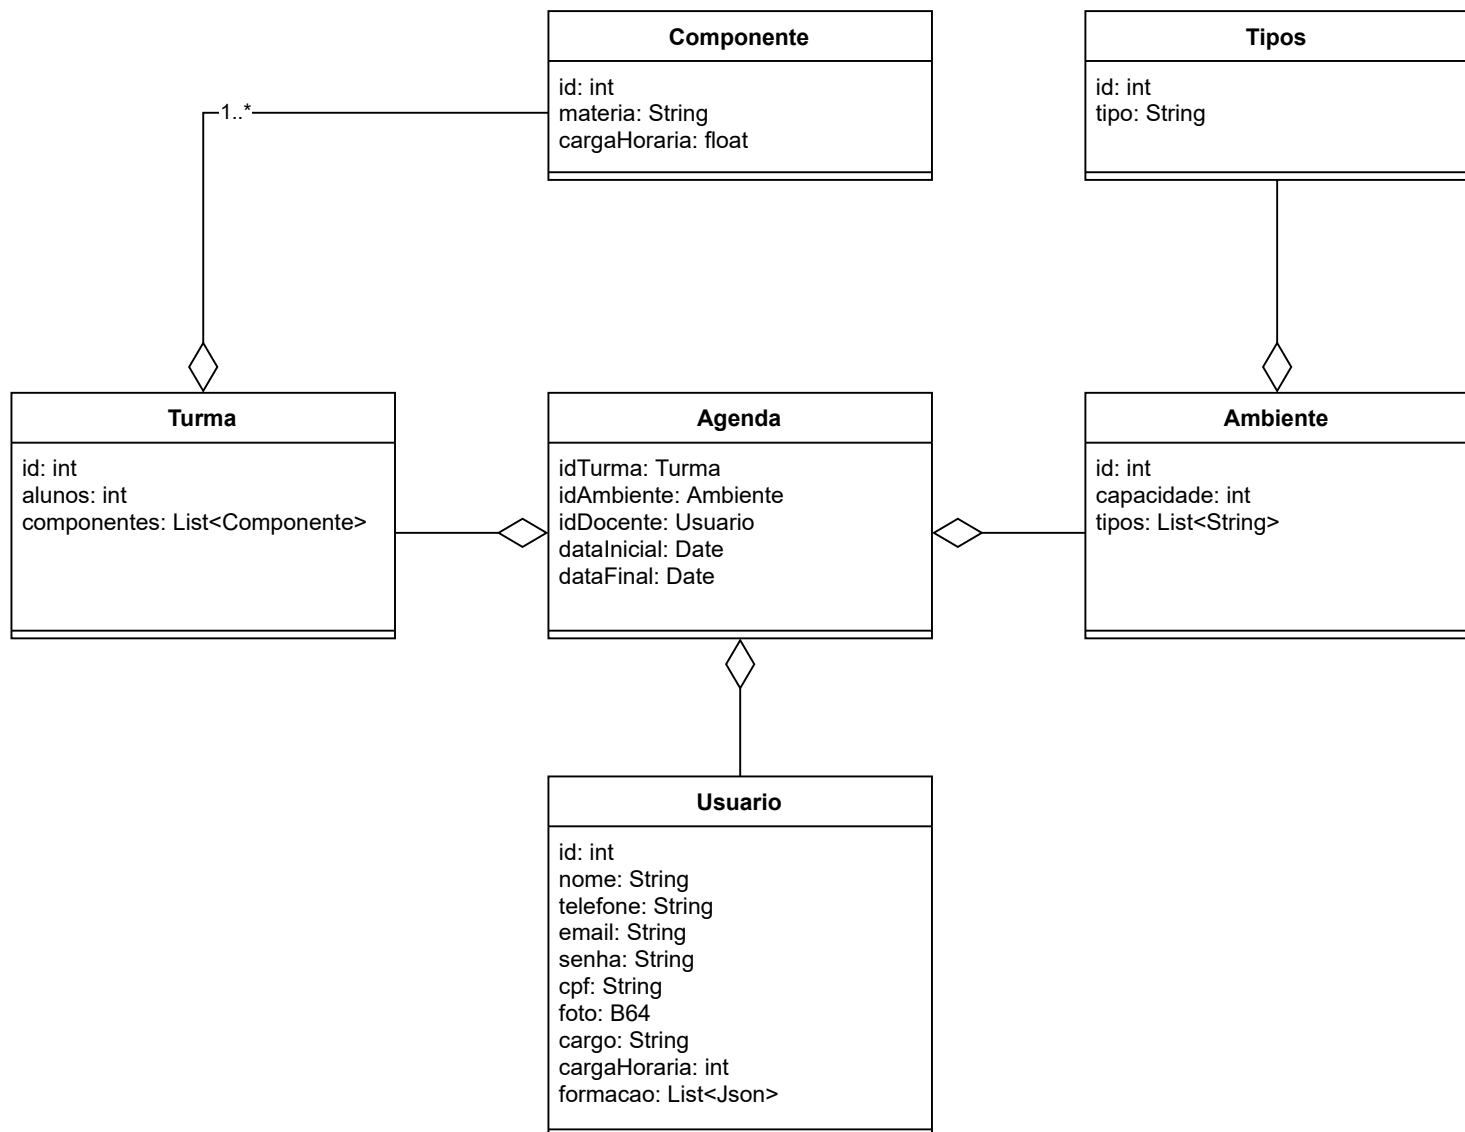 Componente
id: int
materia: String
cargaHoraria: float
Tipos
id: int
tipo: String
1..*
Turma
id: int
alunos: int
componentes: List<Componente>
Agenda
idTurma: Turma
idAmbiente: Ambiente
idDocente: Usuario
dataInicial: Date
dataFinal: Date
Ambiente
id: int
capacidade: int
tipos: List<String>
Usuario
id: int
nome: String
telefone: String
email: String
senha: String
cpf: String
foto: B64
cargo: String
cargaHoraria: int
formacao: List<Json>